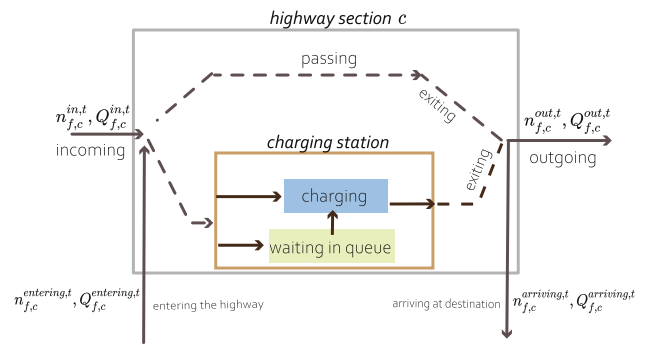 highway section c
passing
exiting
n_{f,c}^{in,t}, Q_{f,c}^{in,t}
incoming
n_{f,c}^{out,t}, Q_{f,c}^{out,t}
outgoing
charging station
exiting
charging
waiting in queue
n_{f,c}^{entering,t}, Q_{f,c}^{entering,t}
entering the highway
arriving at destination
n_{f,c}^{arriving,t}, Q_{f,c}^{arriving,t}